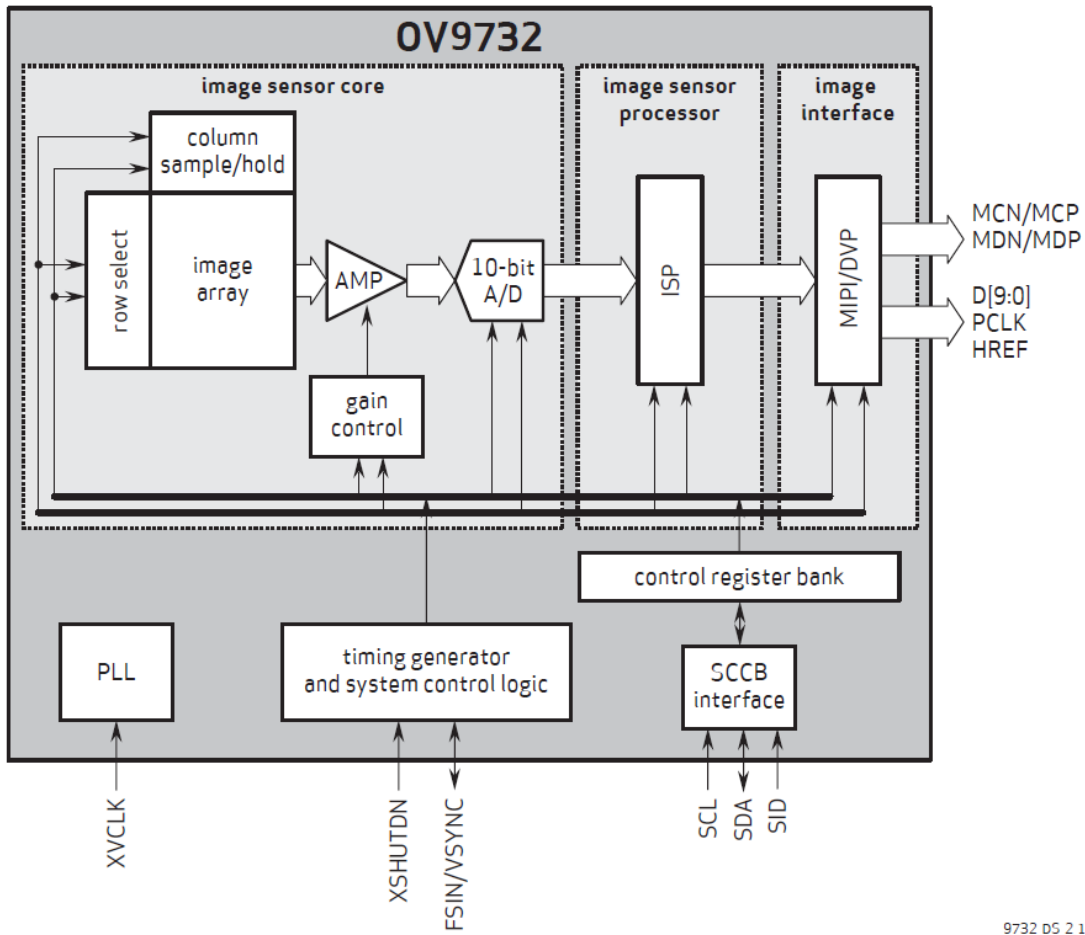 OV9732
image sensor core
image sensor
processor
image
interface
column
sample/hold
row select
image
array
AMP
10-bit
A/D
ISP
MIPI/DVP
MCN/MCP
MDN/MDP
D[9:0]
PCLK
HREF
gain
control
control register bank
PLL
timing generator
and system control logic
SCCB
interface
XVCLK
XSHUTDN
FSIN/VSYNC
SCL
SDA
SID
9732 DS 2 1